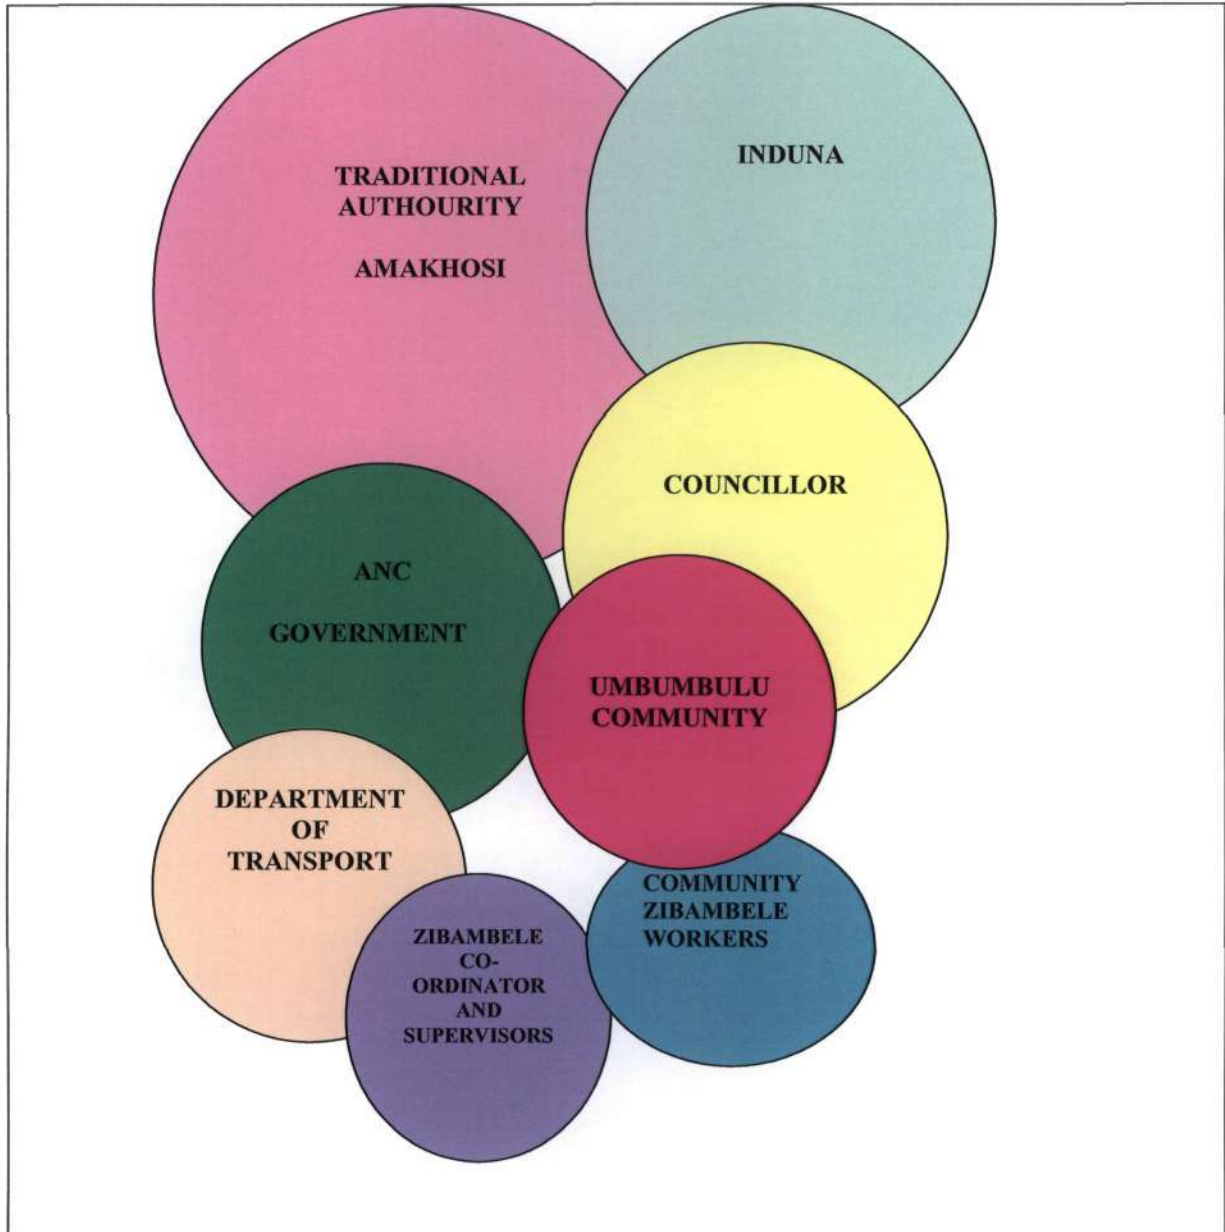 TRADITIONAL
AUTHOURITY
AMAKHOSI
INDUNA
COUNCILLOR
ANC
GOVERNMENT
UMBUMBULU
COMMUNITY
DEPARTMENT
OF
TRANSPORT
COMMUNITY
ZIBAMBELE
WORKERS
ZIBAMBELE
CO-
ORDINATOR
AND
SUPERVISORS